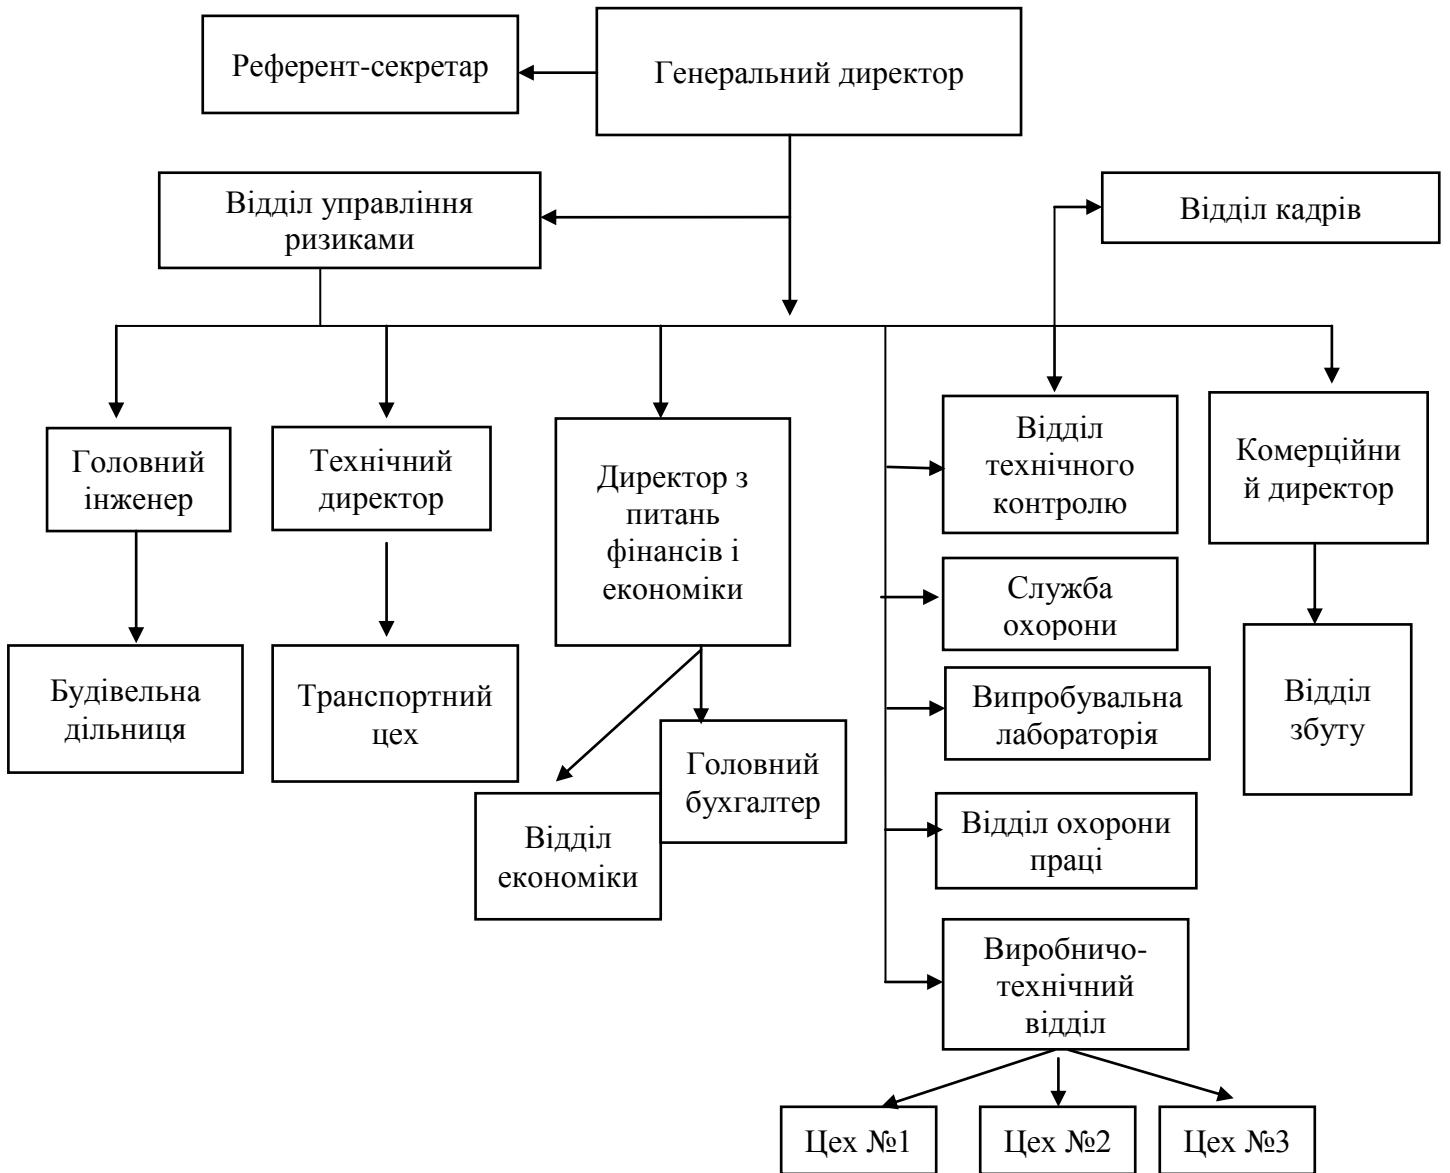 Референт-секретар
Генеральний директор
Відділ управління
ризиками
Відділ кадрів
Головний
інженер
Технічний
директор
Директор з
питань
фінансів і
економіки
Відділ
технічного
контролю
Комерційни
й директор
Служба
охорони
Будівельна
дільниця
Транспортний
цех
Випробувальна
лабораторія
Відділ
збуту
Головний
бухгалтер
Відділ
економіки
Відділ охорони
праці
Виробничо-
технічний
відділ
Цех №1
Цех №2
Цех №3